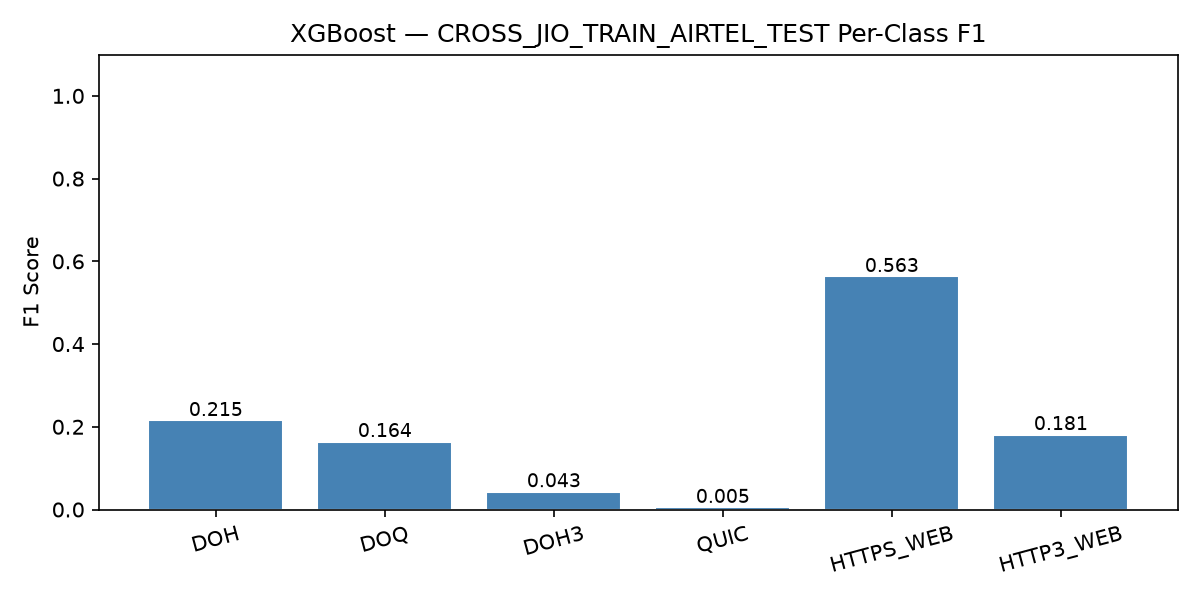 XGBoost — CROSS_JIO_TRAIN_AIRTEL_TEST Per-Class F1
F1 Score
1.0
0.8
0.6
0.4
0.2
0.0
0.215
0.164
0.043
0.005
0.563
0.181
DOH
DOQ
DOH3
QUIC
HTTPS_WEB
HTTP3_WEB